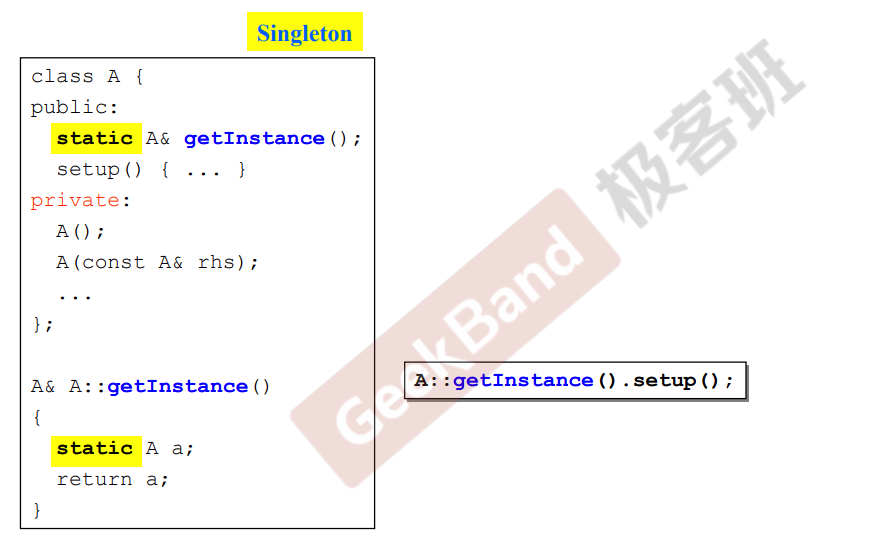 Singleton
class A {
public:
static A& getInstance();
setup() { ... }
private:
A();
A(const A& rhs);
...
};
A& A::getInstance()
{
static A a;
return a;
}
A::getInstance().setup();
GeekBand 极客班